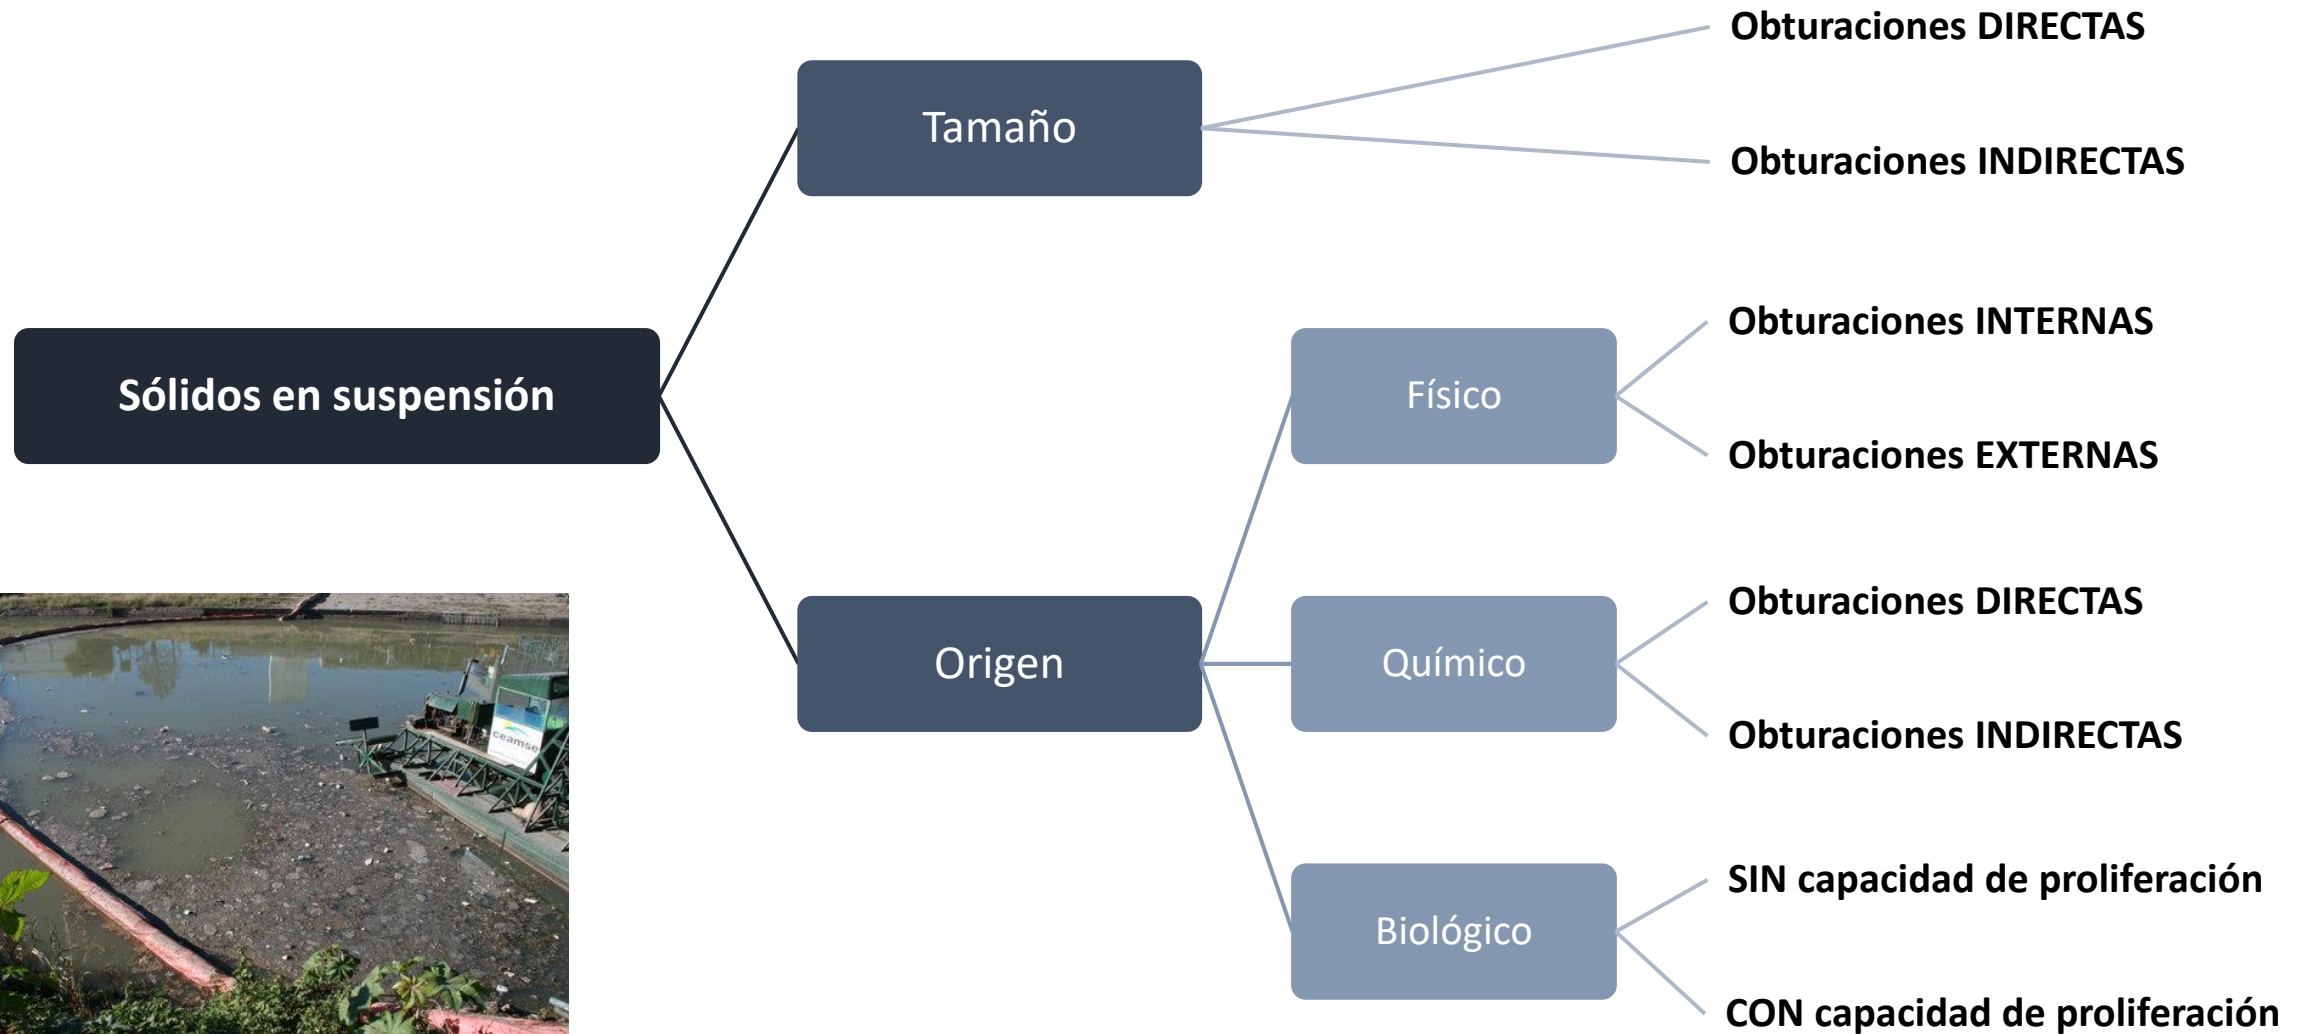 Obturaciones DIRECTAS
Tamaño
Obturaciones INDIRECTAS
Obturaciones INTERNAS
Sólidos en suspensión
Físico
Obturaciones EXTERNAS
Obturaciones DIRECTAS
Origen
Químico
Obturaciones INDIRECTAS
ceamse
SIN capacidad de proliferación
Biológico
CON capacidad de proliferación